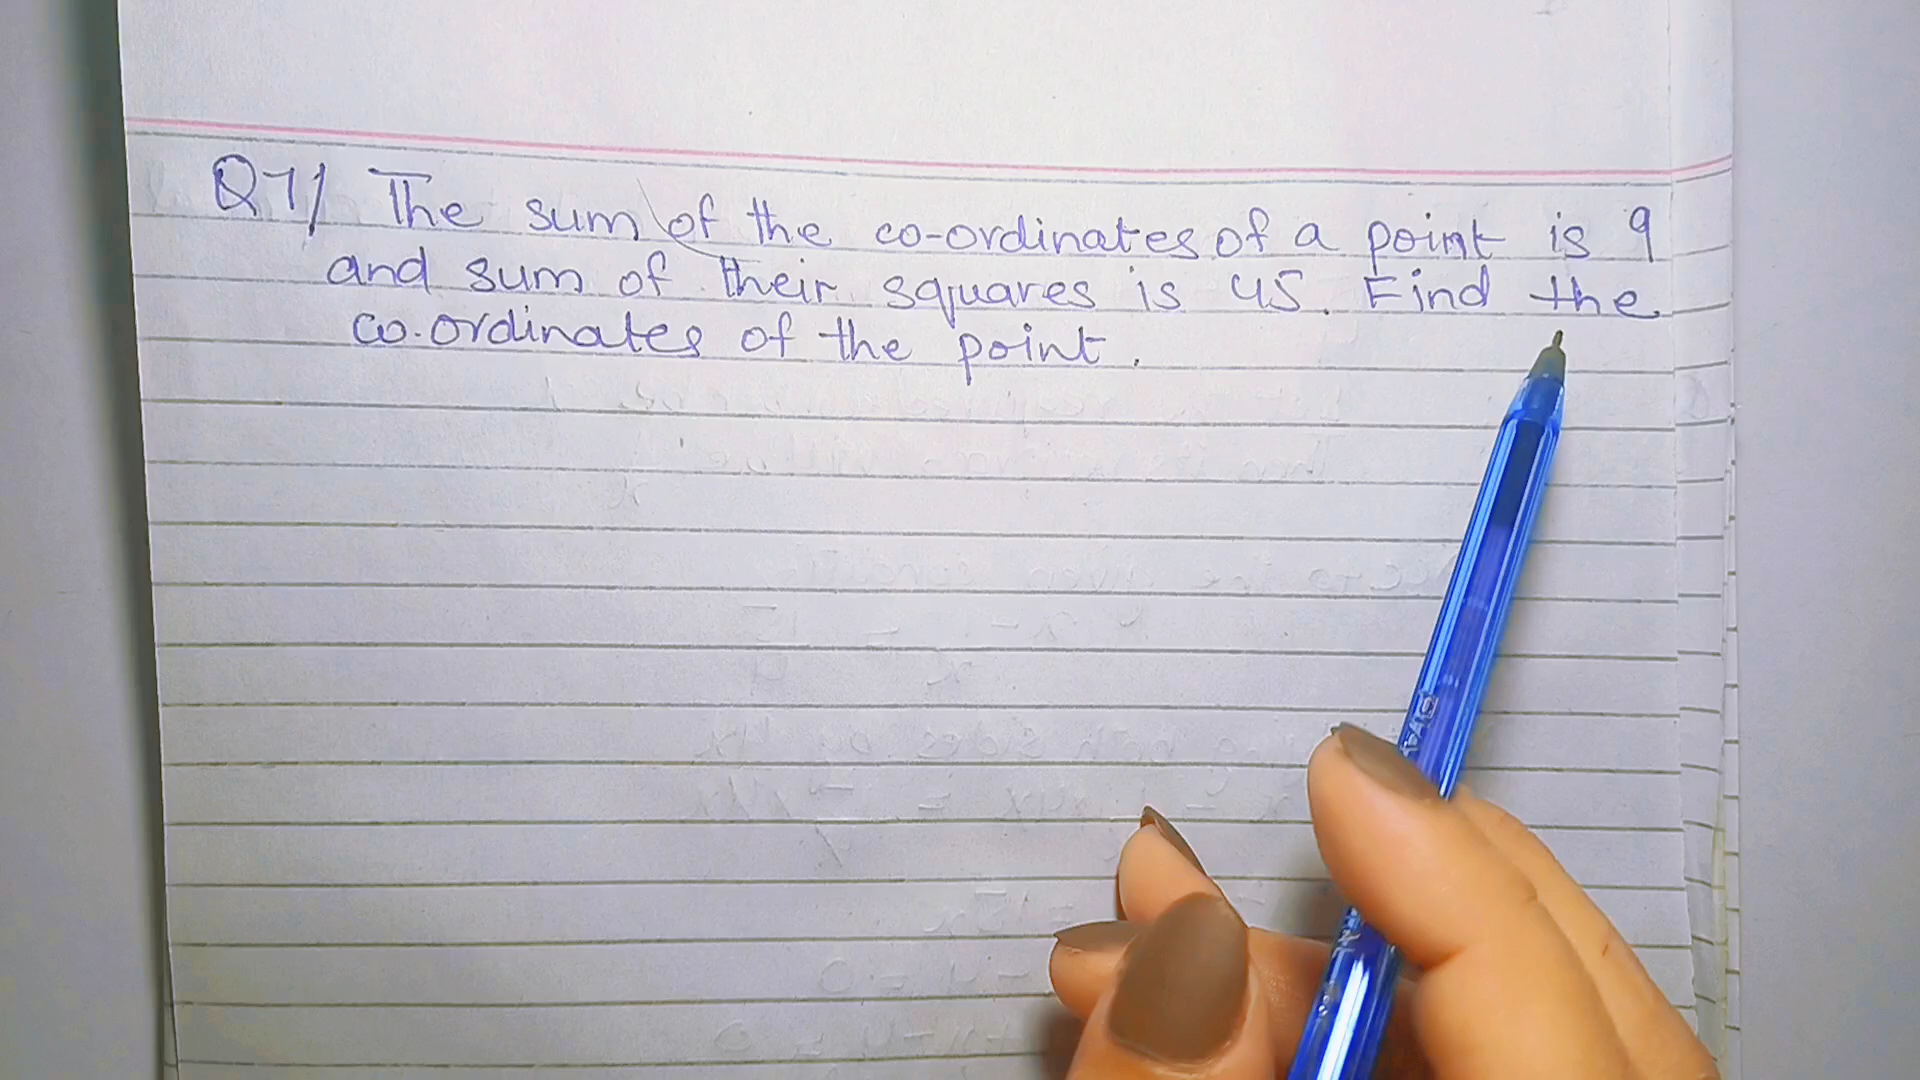 Q7/ The sum of the co-ordinates of a point is 9
and sum of their squares is 45. Find the
co.ordinates of the point.